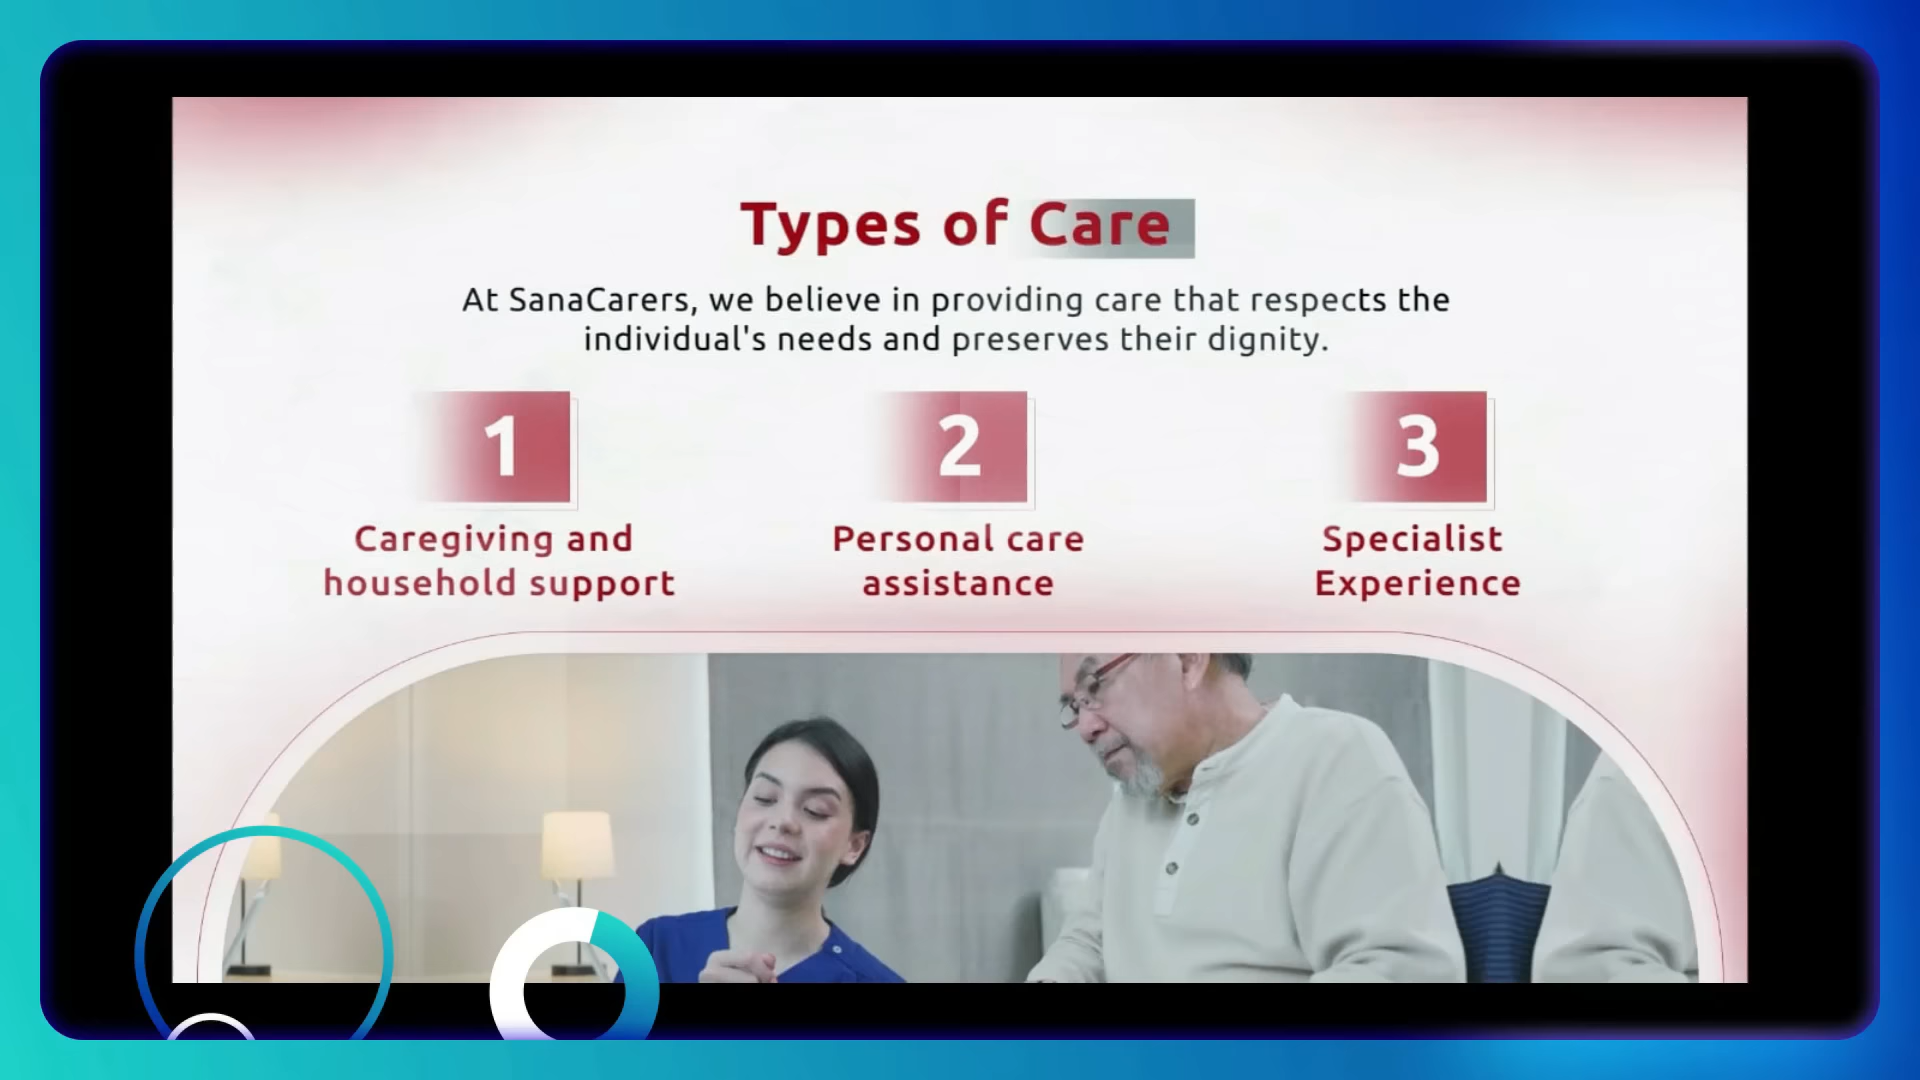 Types of Care
At SanaCarers, we believe in providing care that respects the
individual's needs and preserves their dignity.
1
2
3
Caregiving and
household support
Personal care
assistance
Specialist
Experience